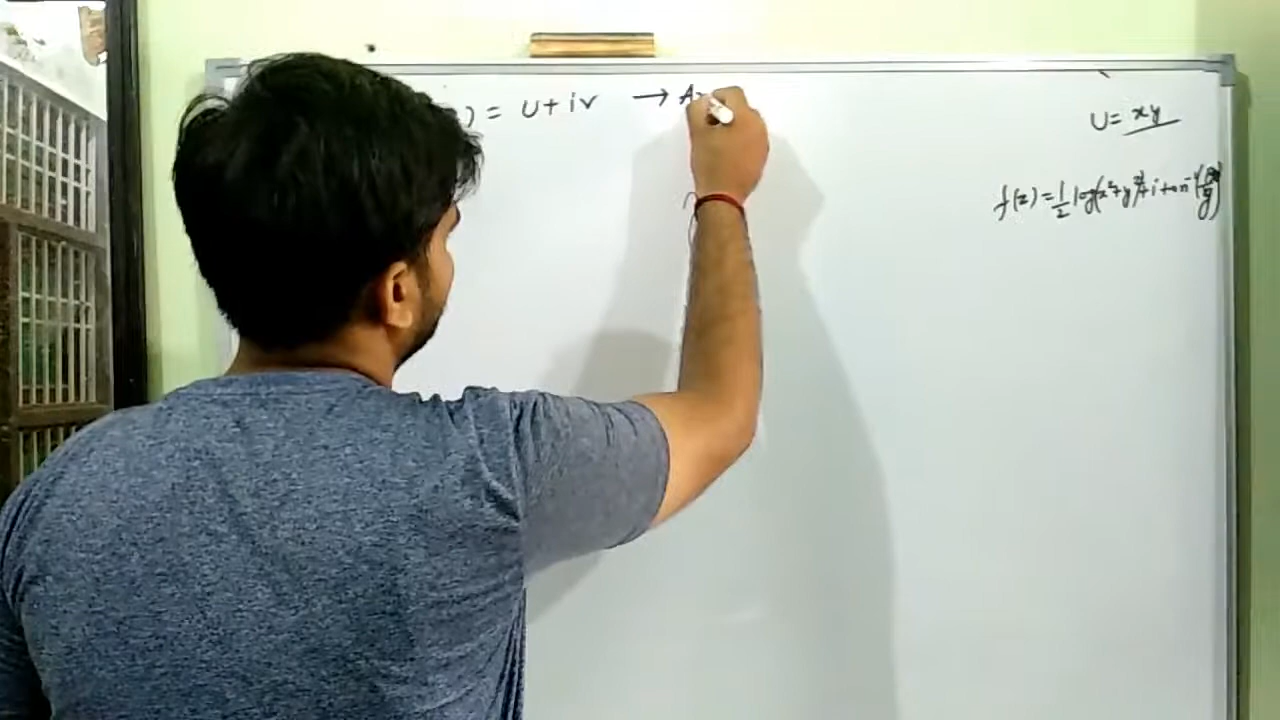 ) = U + iv → A
U = xy
f(z) = 1/2 log(x²+y²) + i tan⁻¹(